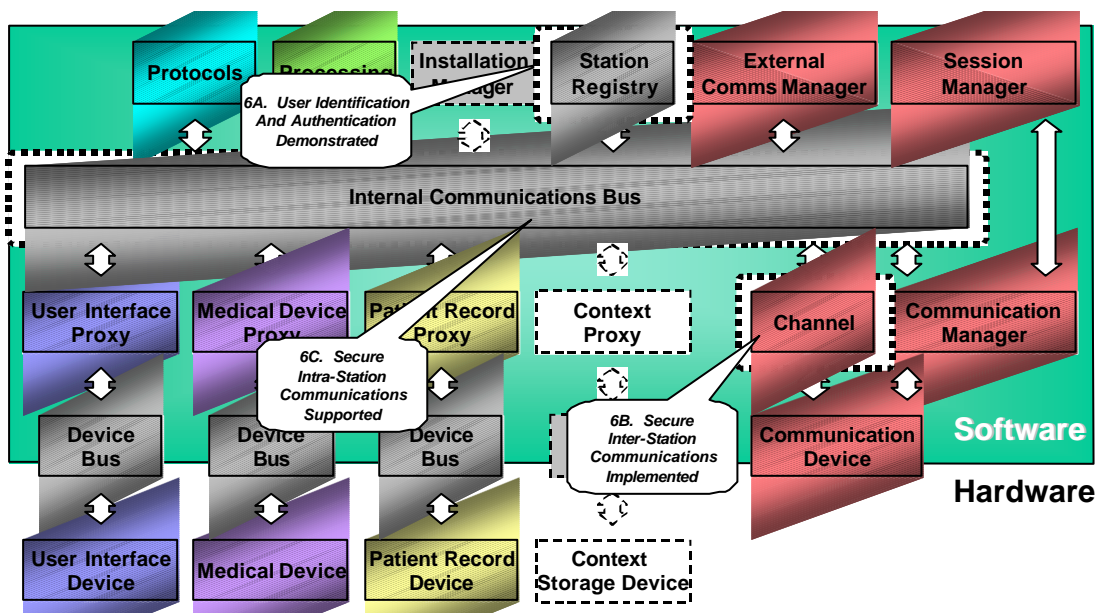 Protocols
Processing
Installation
Manager
Station
Registry
External
Comms Manager
Session
Manager
6A. User Identification
And Authentication
Demonstrated
Internal Communications Bus
User Interface
Proxy
Medical Device
Proxy
Patient Record
Proxy
Context
Proxy
Channel
Communication
Manager
6C. Secure
Intra-Station
Communications
Supported
6B. Secure
Inter-Station
Communications
Implemented
Device
Bus
Device
Bus
Device
Bus
Communication
Device
Software
Hardware
User Interface
Device
Medical Device
Patient Record
Device
Context
Storage Device